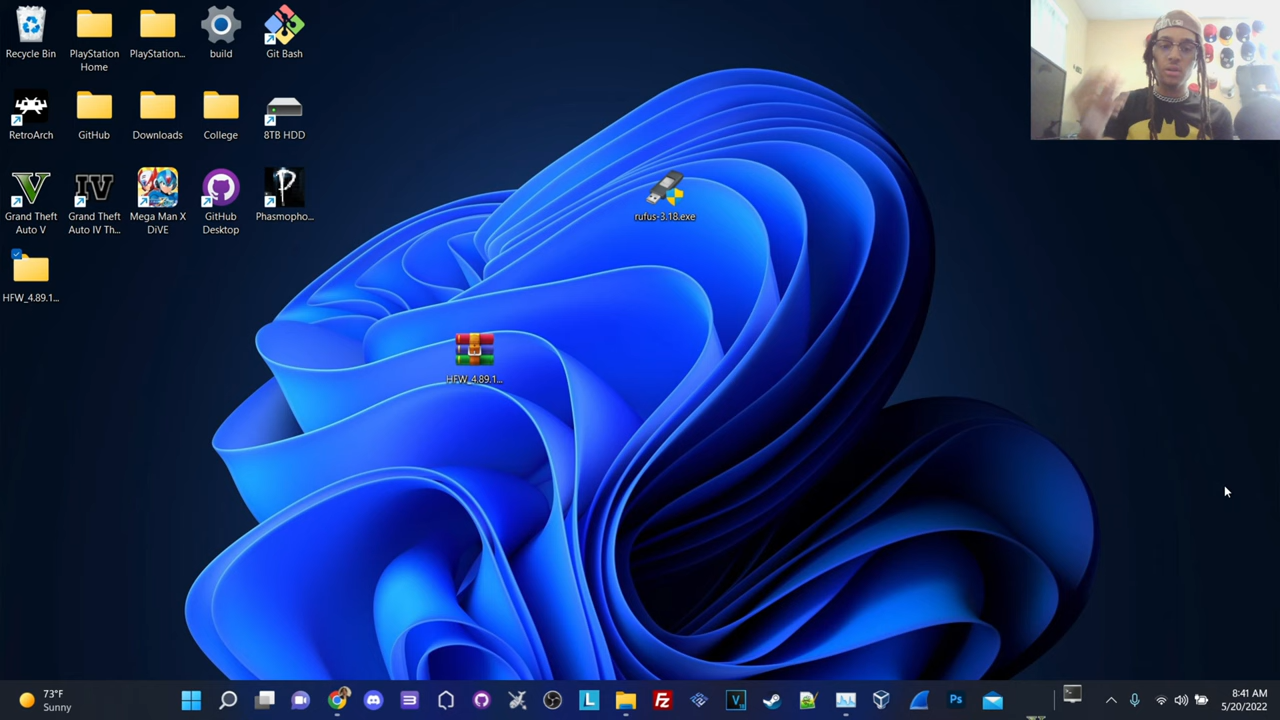 Recycle Bin
PlayStation
Home
PlayStation...
build
Git Bash
RetroArch
GitHub
Downloads
College
8TB HDD
Grand Theft
Auto V
Grand Theft
Auto IV Th...
Mega Man X
DiVE
GitHub
Desktop
Phasmopho...
rufus-3.18.exe
HFW_4.89.1...
HFW_4.89.1...
73°F
Sunny
8:41 AM
5/20/2022